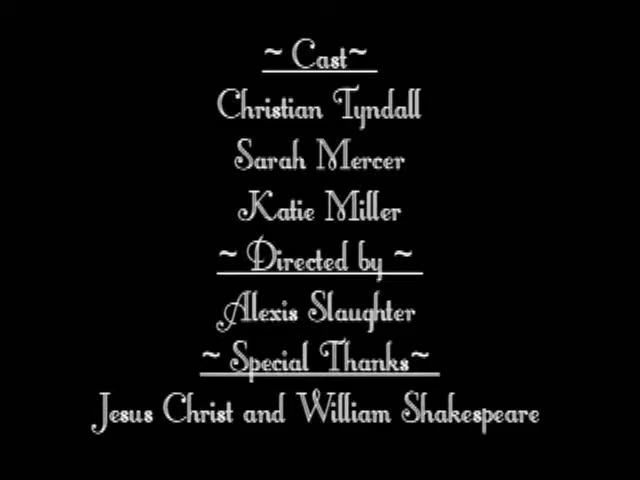 ~ Cast~
Christian Tyndall
Sarah Mercer
Katie Miller
~ Directed by ~
Alexis Slaughter
~ Special Thanks~
Jesus Christ and William Shakespeare